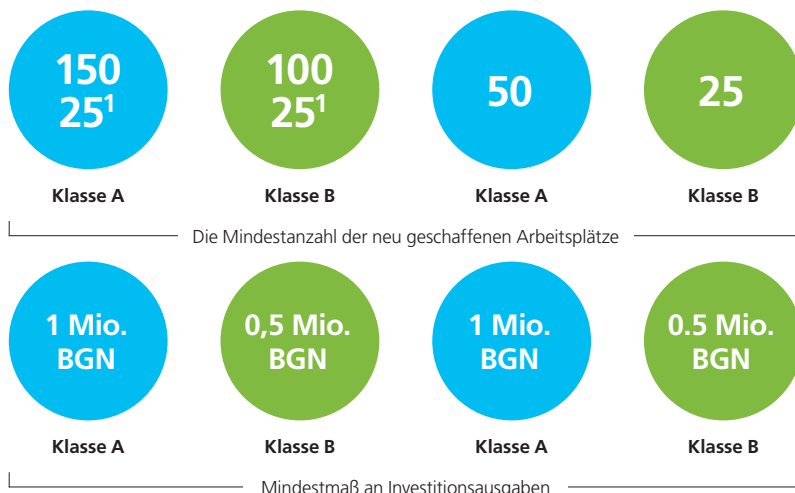 150
25¹
100
25¹
50
25
Klasse A
Klasse B
Klasse A
Klasse B
Die Mindestanzahl der neu geschaffenen Arbeitsplätze
1 Mio.
BGN
0,5 Mio.
BGN
1 Mio.
BGN
0.5 Mio.
BGN
Klasse A
Klasse B
Klasse A
Klasse B
Mindestmaß an Investitionsausgaben